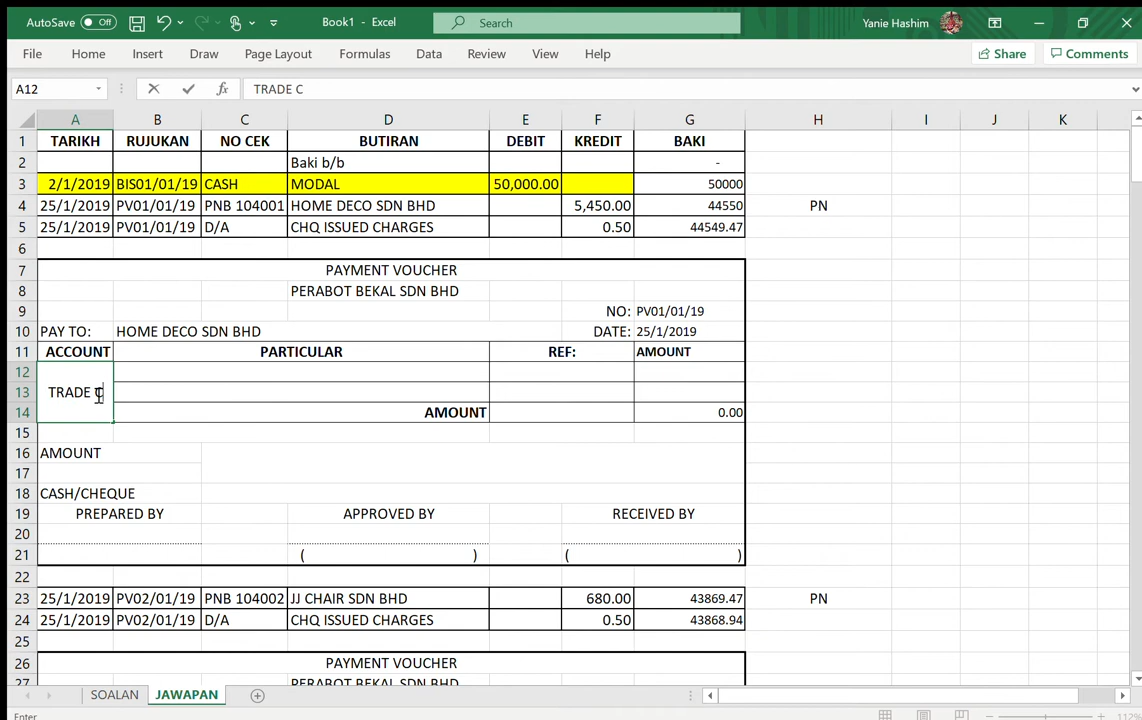 AutoSave Off Book1 - Excel Search Yanie Hashim
File Home Insert Draw Page Layout Formulas Data Review View Help Share Comments
A12 fx TRADE C
A B C D E F G H I J K
1 TARIKH RUJUKAN NO CEK BUTIRAN DEBIT KREDIT BAKI
2 Baki b/b -
3 2/1/2019 BIS01/01/19 CASH MODAL 50,000.00 50000
4 25/1/2019 PV01/01/19 PNB 104001 HOME DECO SDN BHD 5,450.00 44550 PN
5 25/1/2019 PV01/01/19 D/A CHQ ISSUED CHARGES 0.50 44549.47
6
7 PAYMENT VOUCHER
8 PERABOT BEKAL SDN BHD
9 NO: PV01/01/19
10 PAY TO: HOME DECO SDN BHD DATE: 25/1/2019
11 ACCOUNT PARTICULAR REF: AMOUNT
12
13 TRADE C
14 AMOUNT 0.00
15
16 AMOUNT
17
18 CASH/CHEQUE
19 PREPARED BY APPROVED BY RECEIVED BY
20
21 ( ) ( )
22
23 25/1/2019 PV02/01/19 PNB 104002 JJ CHAIR SDN BHD 680.00 43869.47 PN
24 25/1/2019 PV02/01/19 D/A CHQ ISSUED CHARGES 0.50 43868.94
25
26 PAYMENT VOUCHER
27 PERABOT BEKAL SDN BHD
SOALAN JAWAPAN
Enter 112%